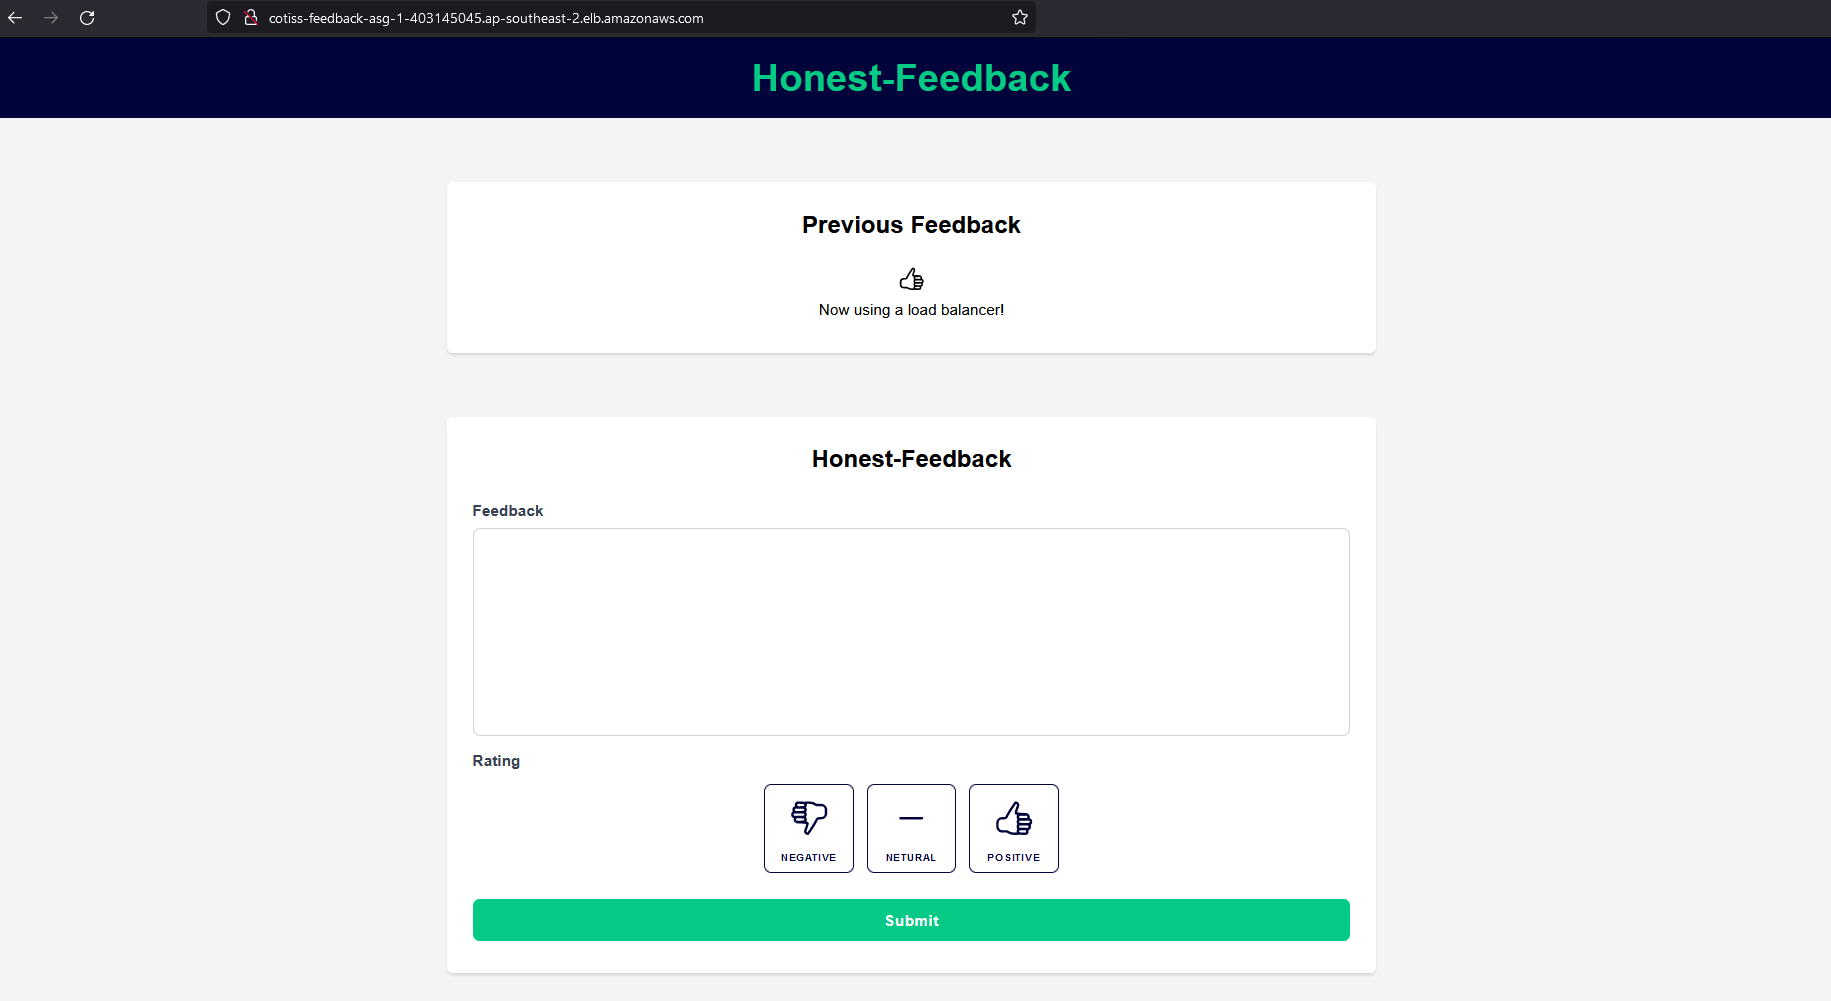 cotiss-feedback-asg-1-403145045.ap-southeast-2.elb.amazonaws.com
Honest-Feedback
Previous Feedback
Now using a load balancer!
Honest-Feedback
Feedback
Rating
NEGATIVE NETURAL POSITIVE
Submit